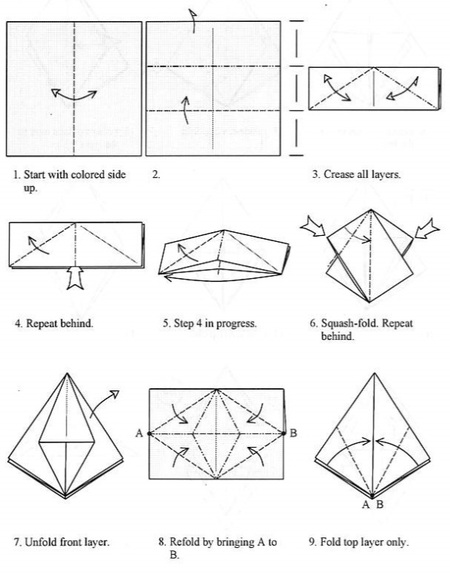 1. Start with colored side
up.
2.
3. Crease all layers.
4. Repeat behind.
5. Step 4 in progress.
6. Squash-fold. Repeat
behind.
A
B
A B
7. Unfold front layer.
8. Refold by bringing A to
B.
9. Fold top layer only.